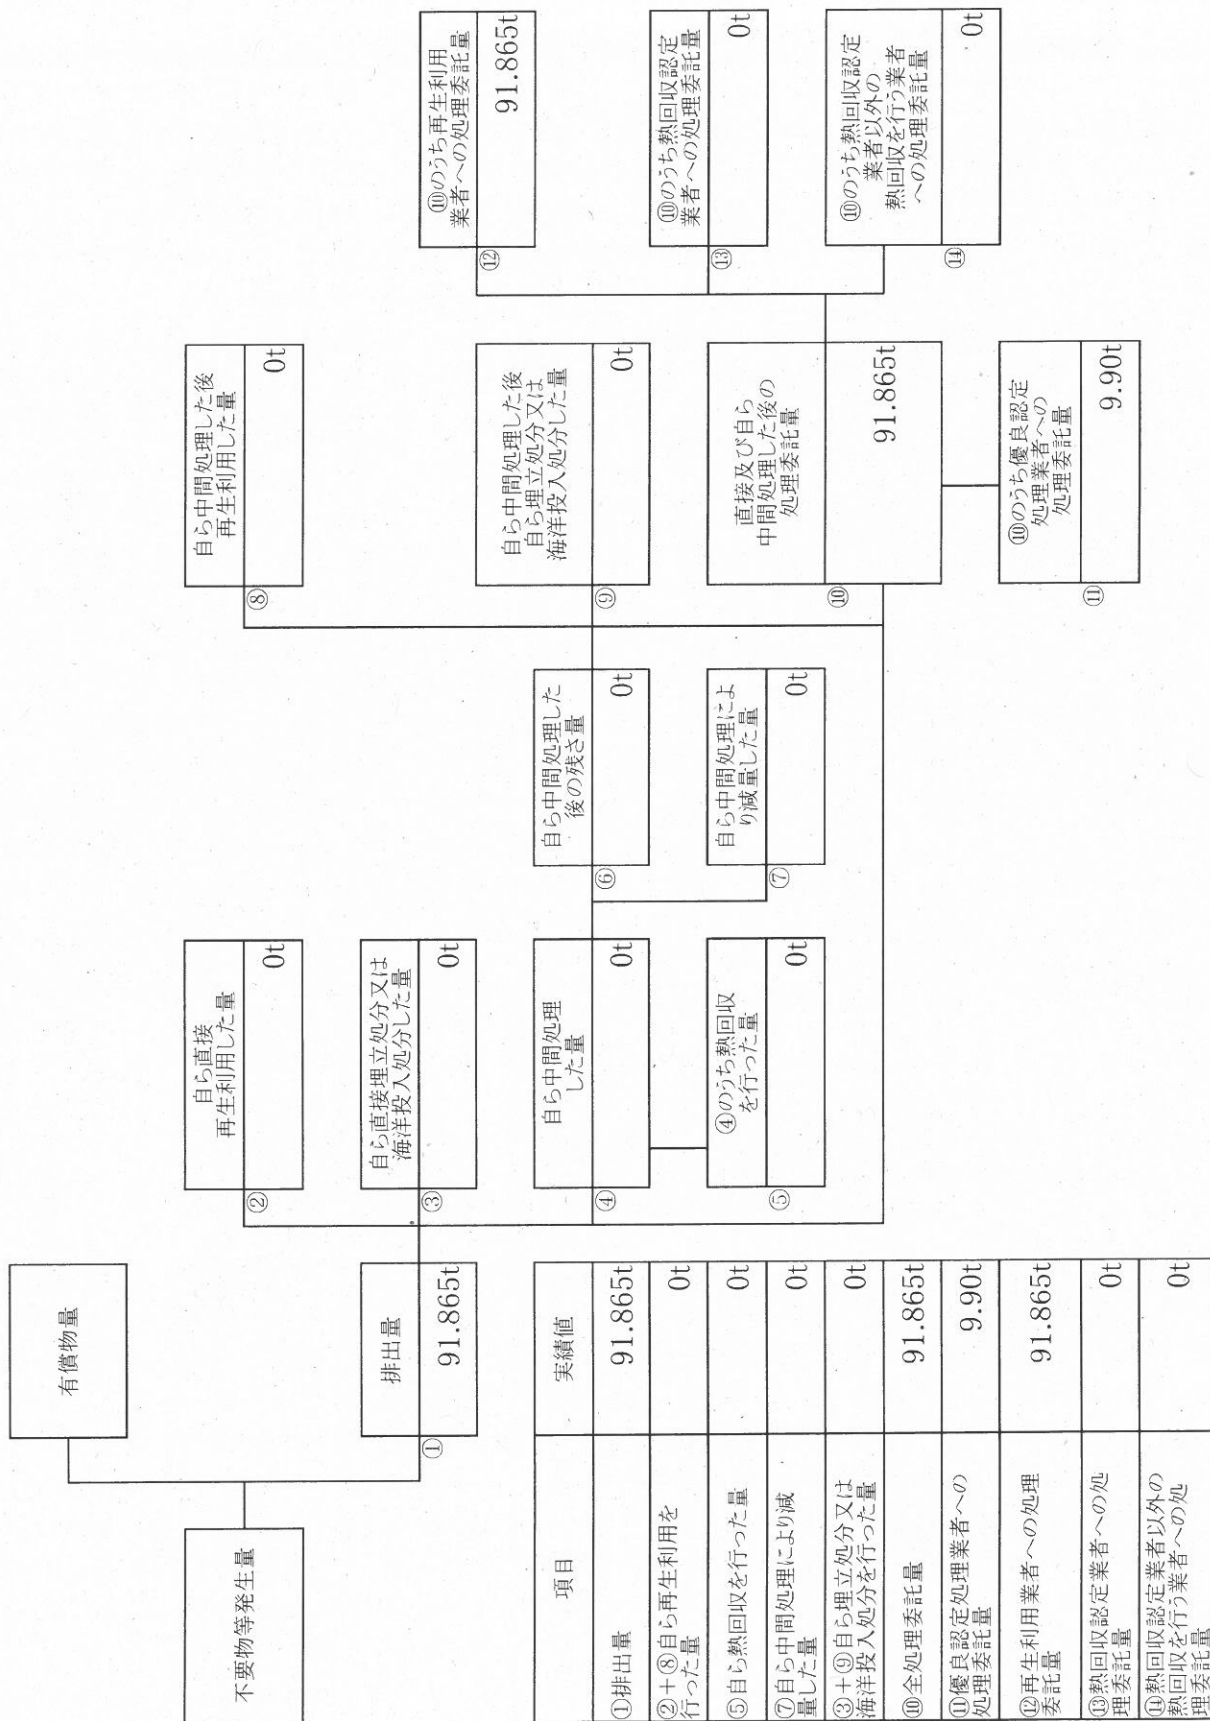 不要物等発生量
有償物量
排出量
①
91.865t
自ら直接
再生利用した量
②
0t
自ら直接埋立処分又は
海洋投入処分した量
③
0t
自ら中間処理
した量
④
0t
④のうち熱回収
を行った量
⑤
0t
自ら中間処理した
後の残さ量
⑥
0t
自ら中間処理によ
り減量した量
⑦
0t
自ら中間処理した後
再生利用した量
⑧
0t
自ら中間処理した後
自ら埋立処分又は
海洋投入処分した量
⑨
0t
直接及び自ら
中間処理した後の
処理委託量
⑩
91.865t
⑩のうち優良認定
処理業者への
処理委託量
⑪
9.90t
⑩のうち再生利用
業者への処理委託量
⑫
91.865t
⑩のうち熱回収認定
業者への処理委託量
⑬
0t
⑩のうち熱回収認定
業者以外の
熱回収を行う業者
への処理委託量
⑭
0t
項目
実績値
①排出量
91.865t
②+⑧自ら再生利用を
行った量
0t
⑤自ら熱回収を行った量
0t
⑦自ら中間処理により減
量した量
0t
③+⑨自ら埋立処分又は
海洋投入処分を行った量
0t
⑩全処理委託量
91.865t
⑪優良認定処理業者への
処理委託量
9.90t
⑫再生利用業者への処理
委託量
91.865t
⑬熱回収認定業者への処
理委託量
0t
⑭熱回収認定業者以外の
熱回収を行う業者への処
理委託量
0t